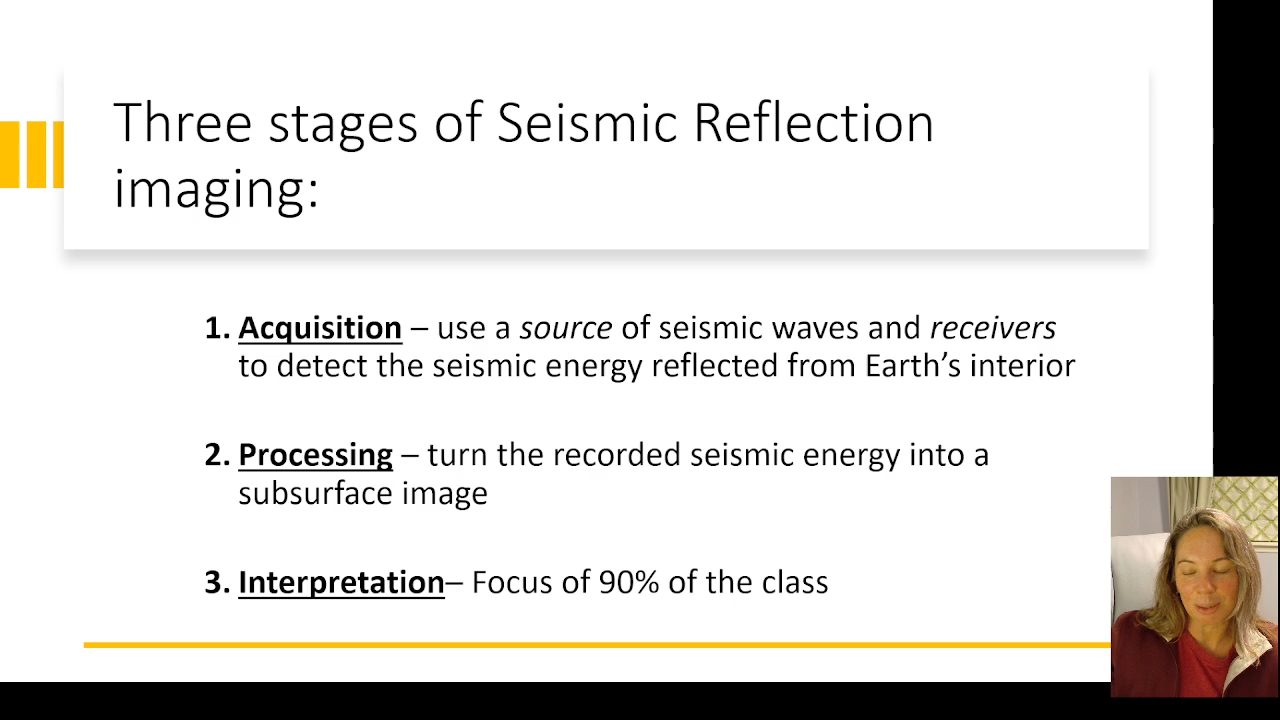 Three stages of Seismic Reflection
imaging:
1. Acquisition – use a source of seismic waves and receivers
to detect the seismic energy reflected from Earth’s interior
2. Processing – turn the recorded seismic energy into a
subsurface image
3. Interpretation– Focus of 90% of the class